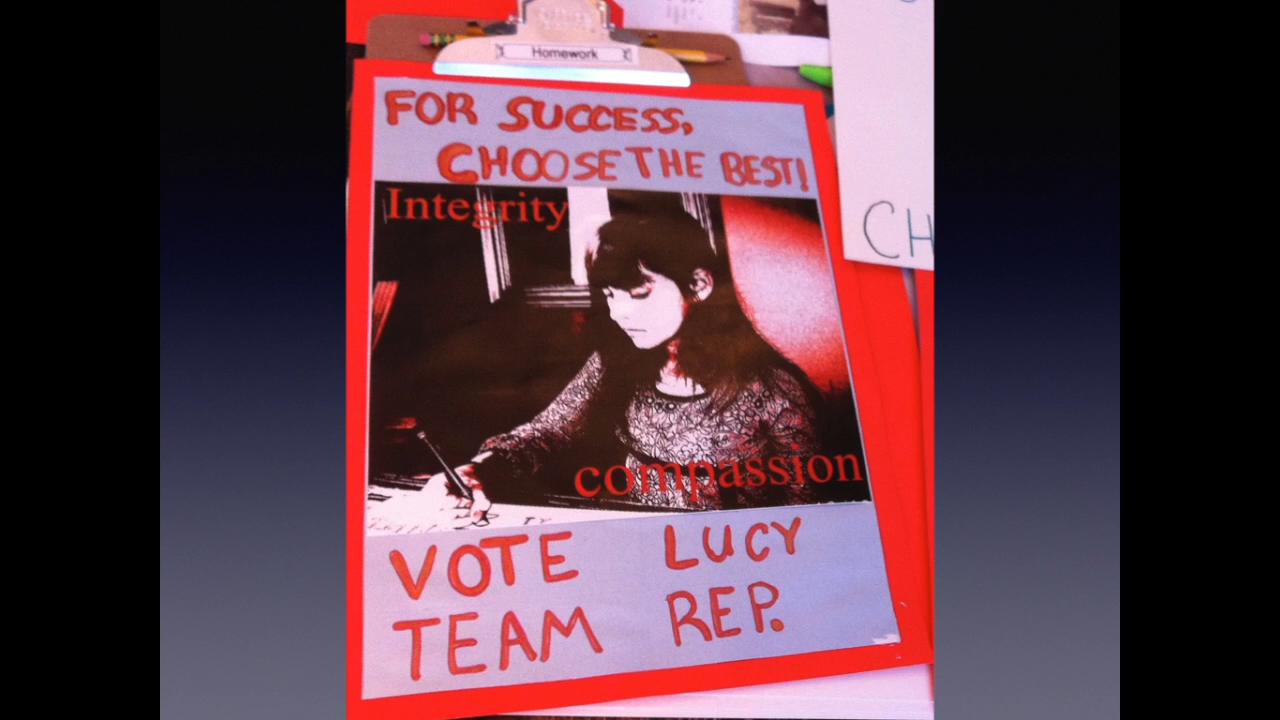 Homework
FOR SUCCESS,
CHOOSE THE BEST!
Integrity
compassion
VOTE LUCY
TEAM REP.
CH